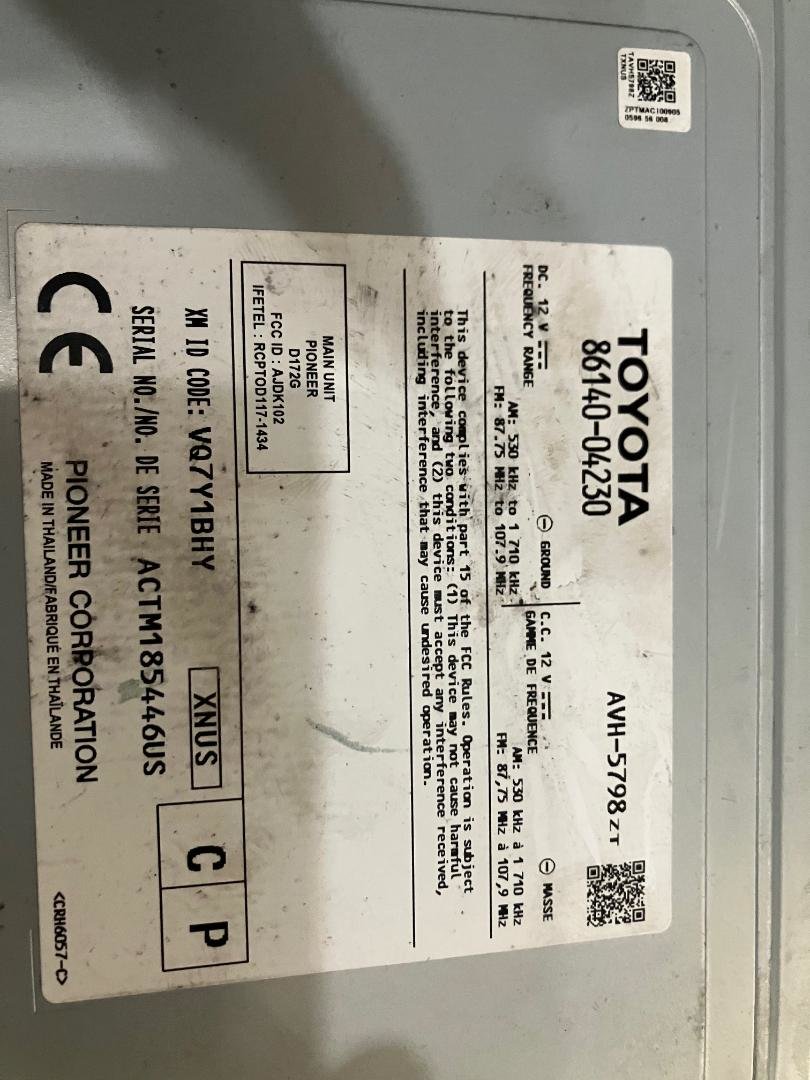 TAVH5798Z
TXNUS
ZPTMAC100905
0596 56 008
TOYOTA
86140-04230
AVH-5798ZT
DC. 12 V ⎓ ⊖ GROUND
FREQUENCY RANGE
AM: 530 kHz to 1 710 kHz
FM: 87.75 MHz to 107.9 MHz
C.C. 12 V ⎓ ⊖ MASSE
GAMME DE FREQUENCE
AM: 530 kHz à 1 710 kHz
FM: 87,75 MHz à 107,9 MHz
This device complies with part 15 of the FCC Rules. Operation is subject
to the following two conditions: (1) This device may not cause harmful
interference, and (2) this device must accept any interference received,
including interference that may cause undesired operation.
MAIN UNIT
PIONEER
D172G
FCC ID : AJDK102
IFETEL : RCPTOD117-1434
XM ID CODE: VQ7Y1BHY
XNUS
C P
SERIAL NO./NO. DE SERIE ACTM185446US
CE
PIONEER CORPORATION
MADE IN THAILAND/FABRIQUÉ EN THAÏLANDE
<CRH6057-C>